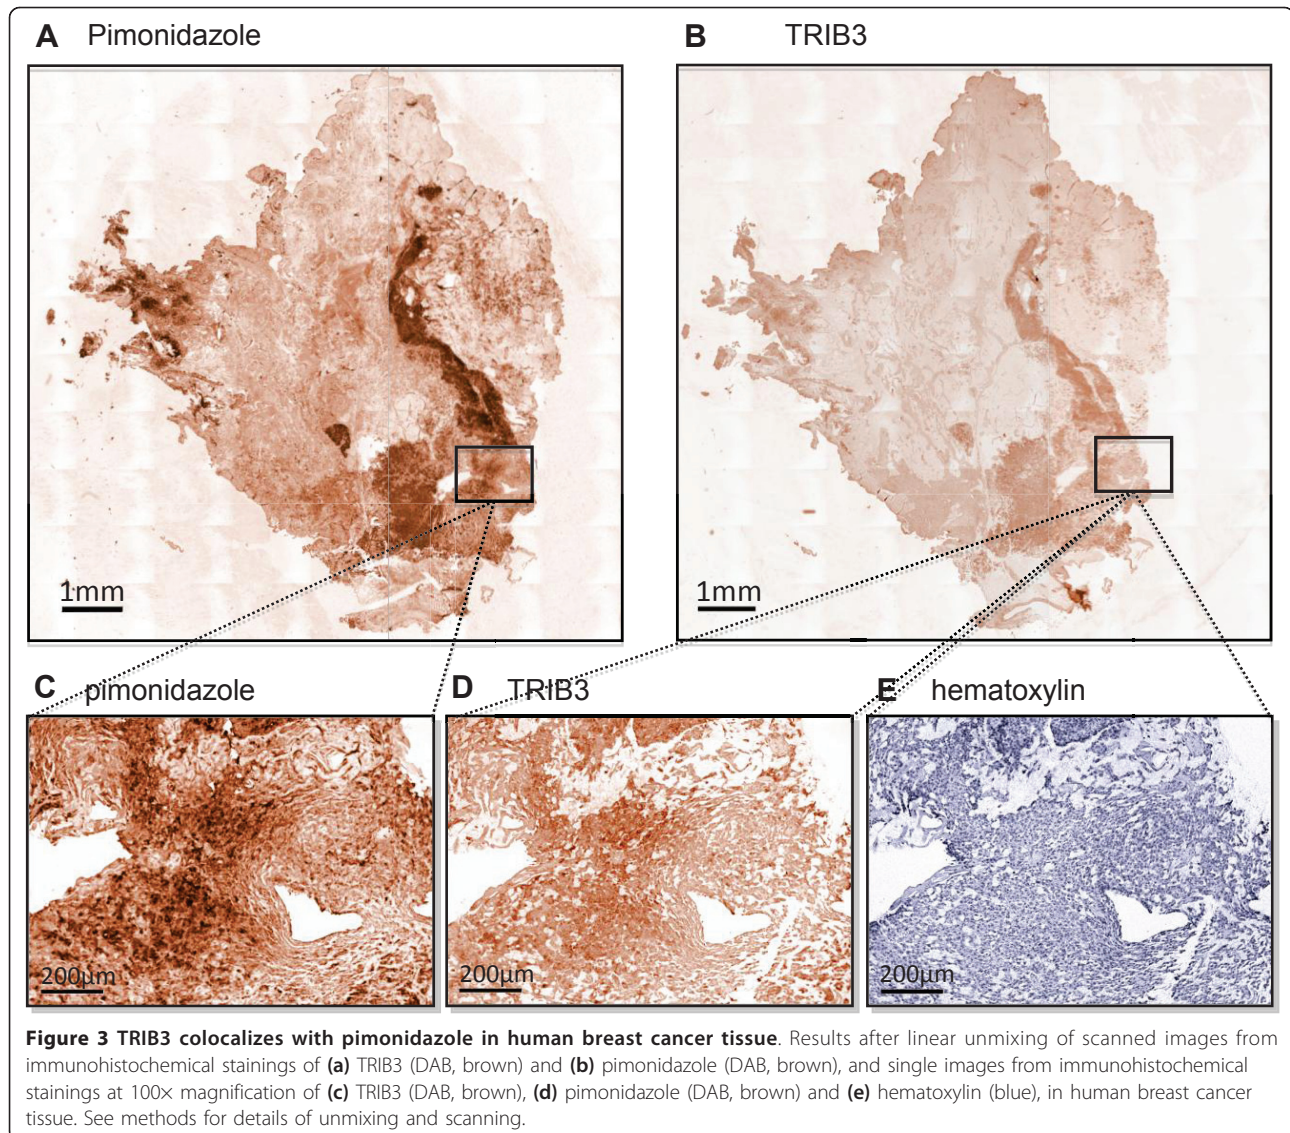 A Pimonidazole
B TRIB3
1mm
1mm
C pimonidazole
D TRIB3
E hematoxylin
200µm
200µm
200µm
Figure 3 TRIB3 colocalizes with pimonidazole in human breast cancer tissue. Results after linear unmixing of scanned images from
immunohistochemical stainings of (a) TRIB3 (DAB, brown) and (b) pimonidazole (DAB, brown), and single images from immunohistochemical
stainings at 100× magnification of (c) TRIB3 (DAB, brown), (d) pimonidazole (DAB, brown) and (e) hematoxylin (blue), in human breast cancer
tissue. See methods for details of unmixing and scanning.